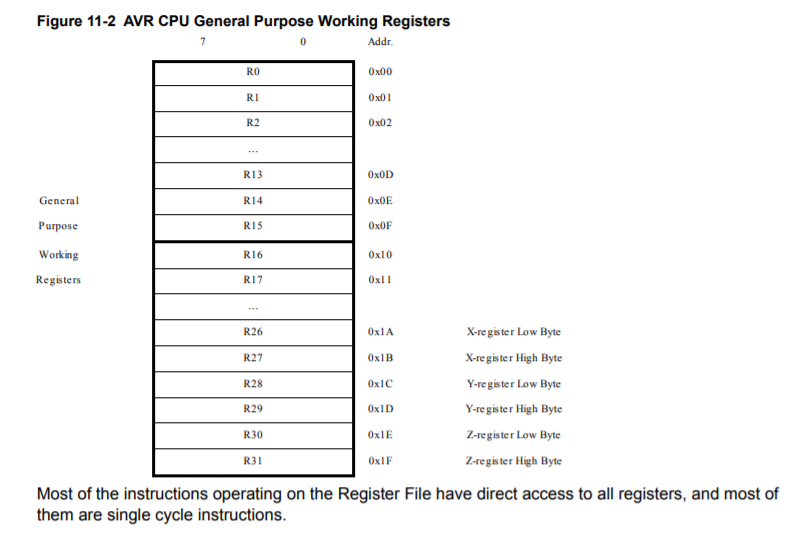 Figure 11-2 AVR CPU General Purpose Working Registers
7 0 Addr.
R0 0x00
R1 0x01
R2 0x02
...
R13 0x0D
General R14 0x0E
Purpose R15 0x0F
Working R16 0x10
Registers R17 0x11
...
R26 0x1A X-register Low Byte
R27 0x1B X-register High Byte
R28 0x1C Y-register Low Byte
R29 0x1D Y-register High Byte
R30 0x1E Z-register Low Byte
R31 0x1F Z-register High Byte
Most of the instructions operating on the Register File have direct access to all registers, and most of
them are single cycle instructions.